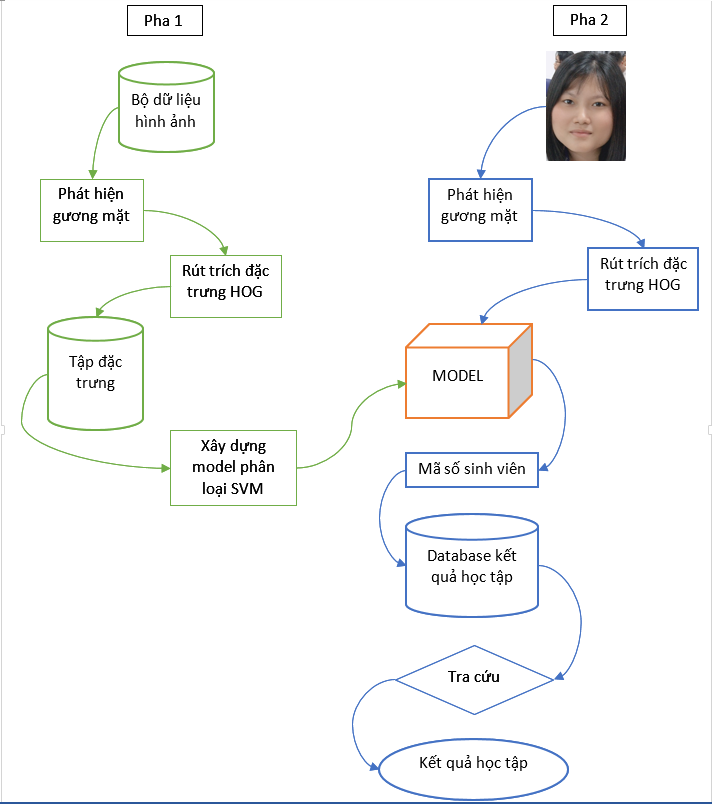 Pha 1
Bộ dữ liệu
hình ảnh
Phát hiện
gương mặt
Rút trích đặc
trưng HOG
Tập đặc
trưng
Xây dựng
model phân
loại SVM
Pha 2
Phát hiện
gương mặt
Rút trích đặc
trưng HOG
MODEL
Mã số sinh viên
Database kết
quả học tập
Tra cứu
Kết quả học tập